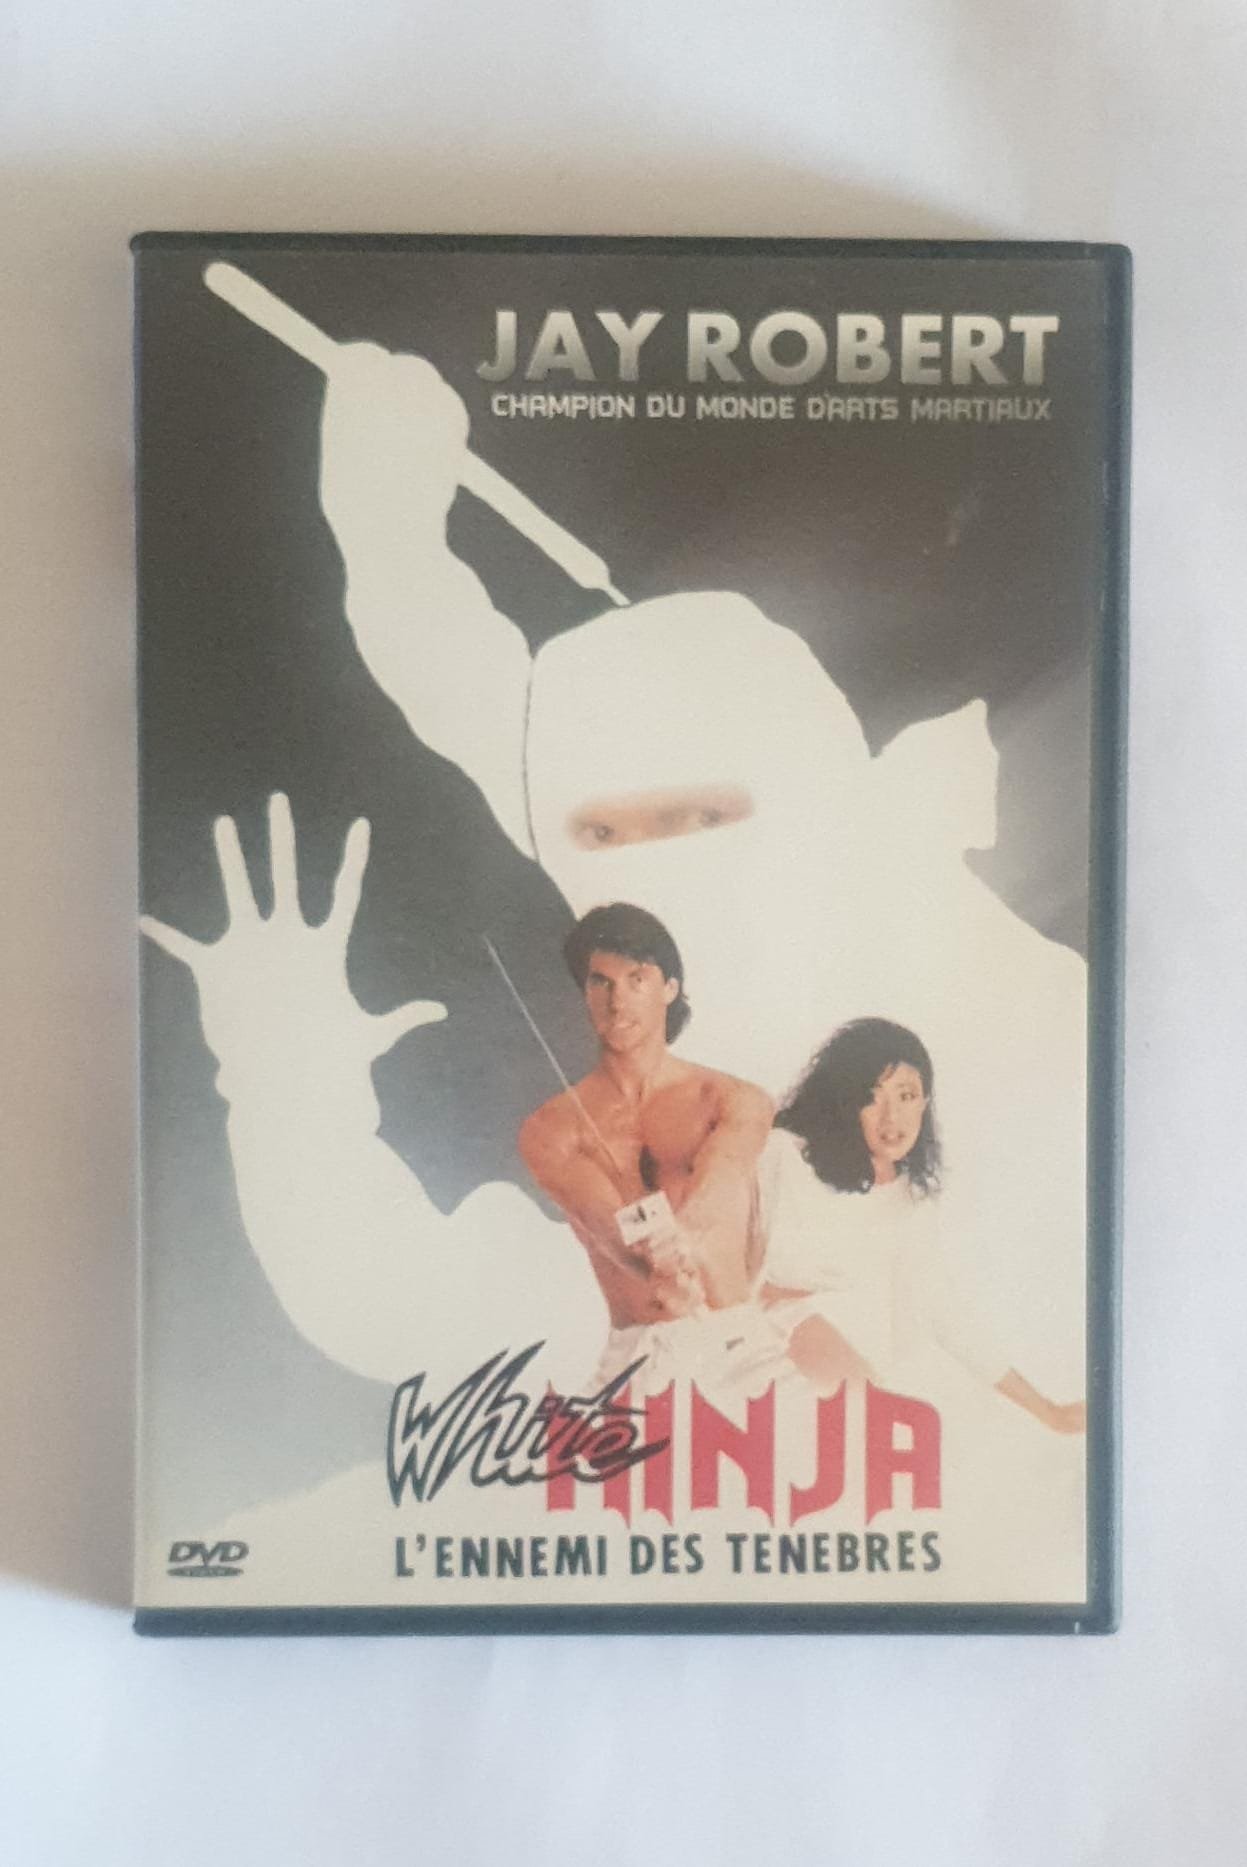 JAY ROBERT
CHAMPION DU MONDE D'ARTS MARTIAUX
White NINJA
L'ENNEMI DES TENEBRES
DVD